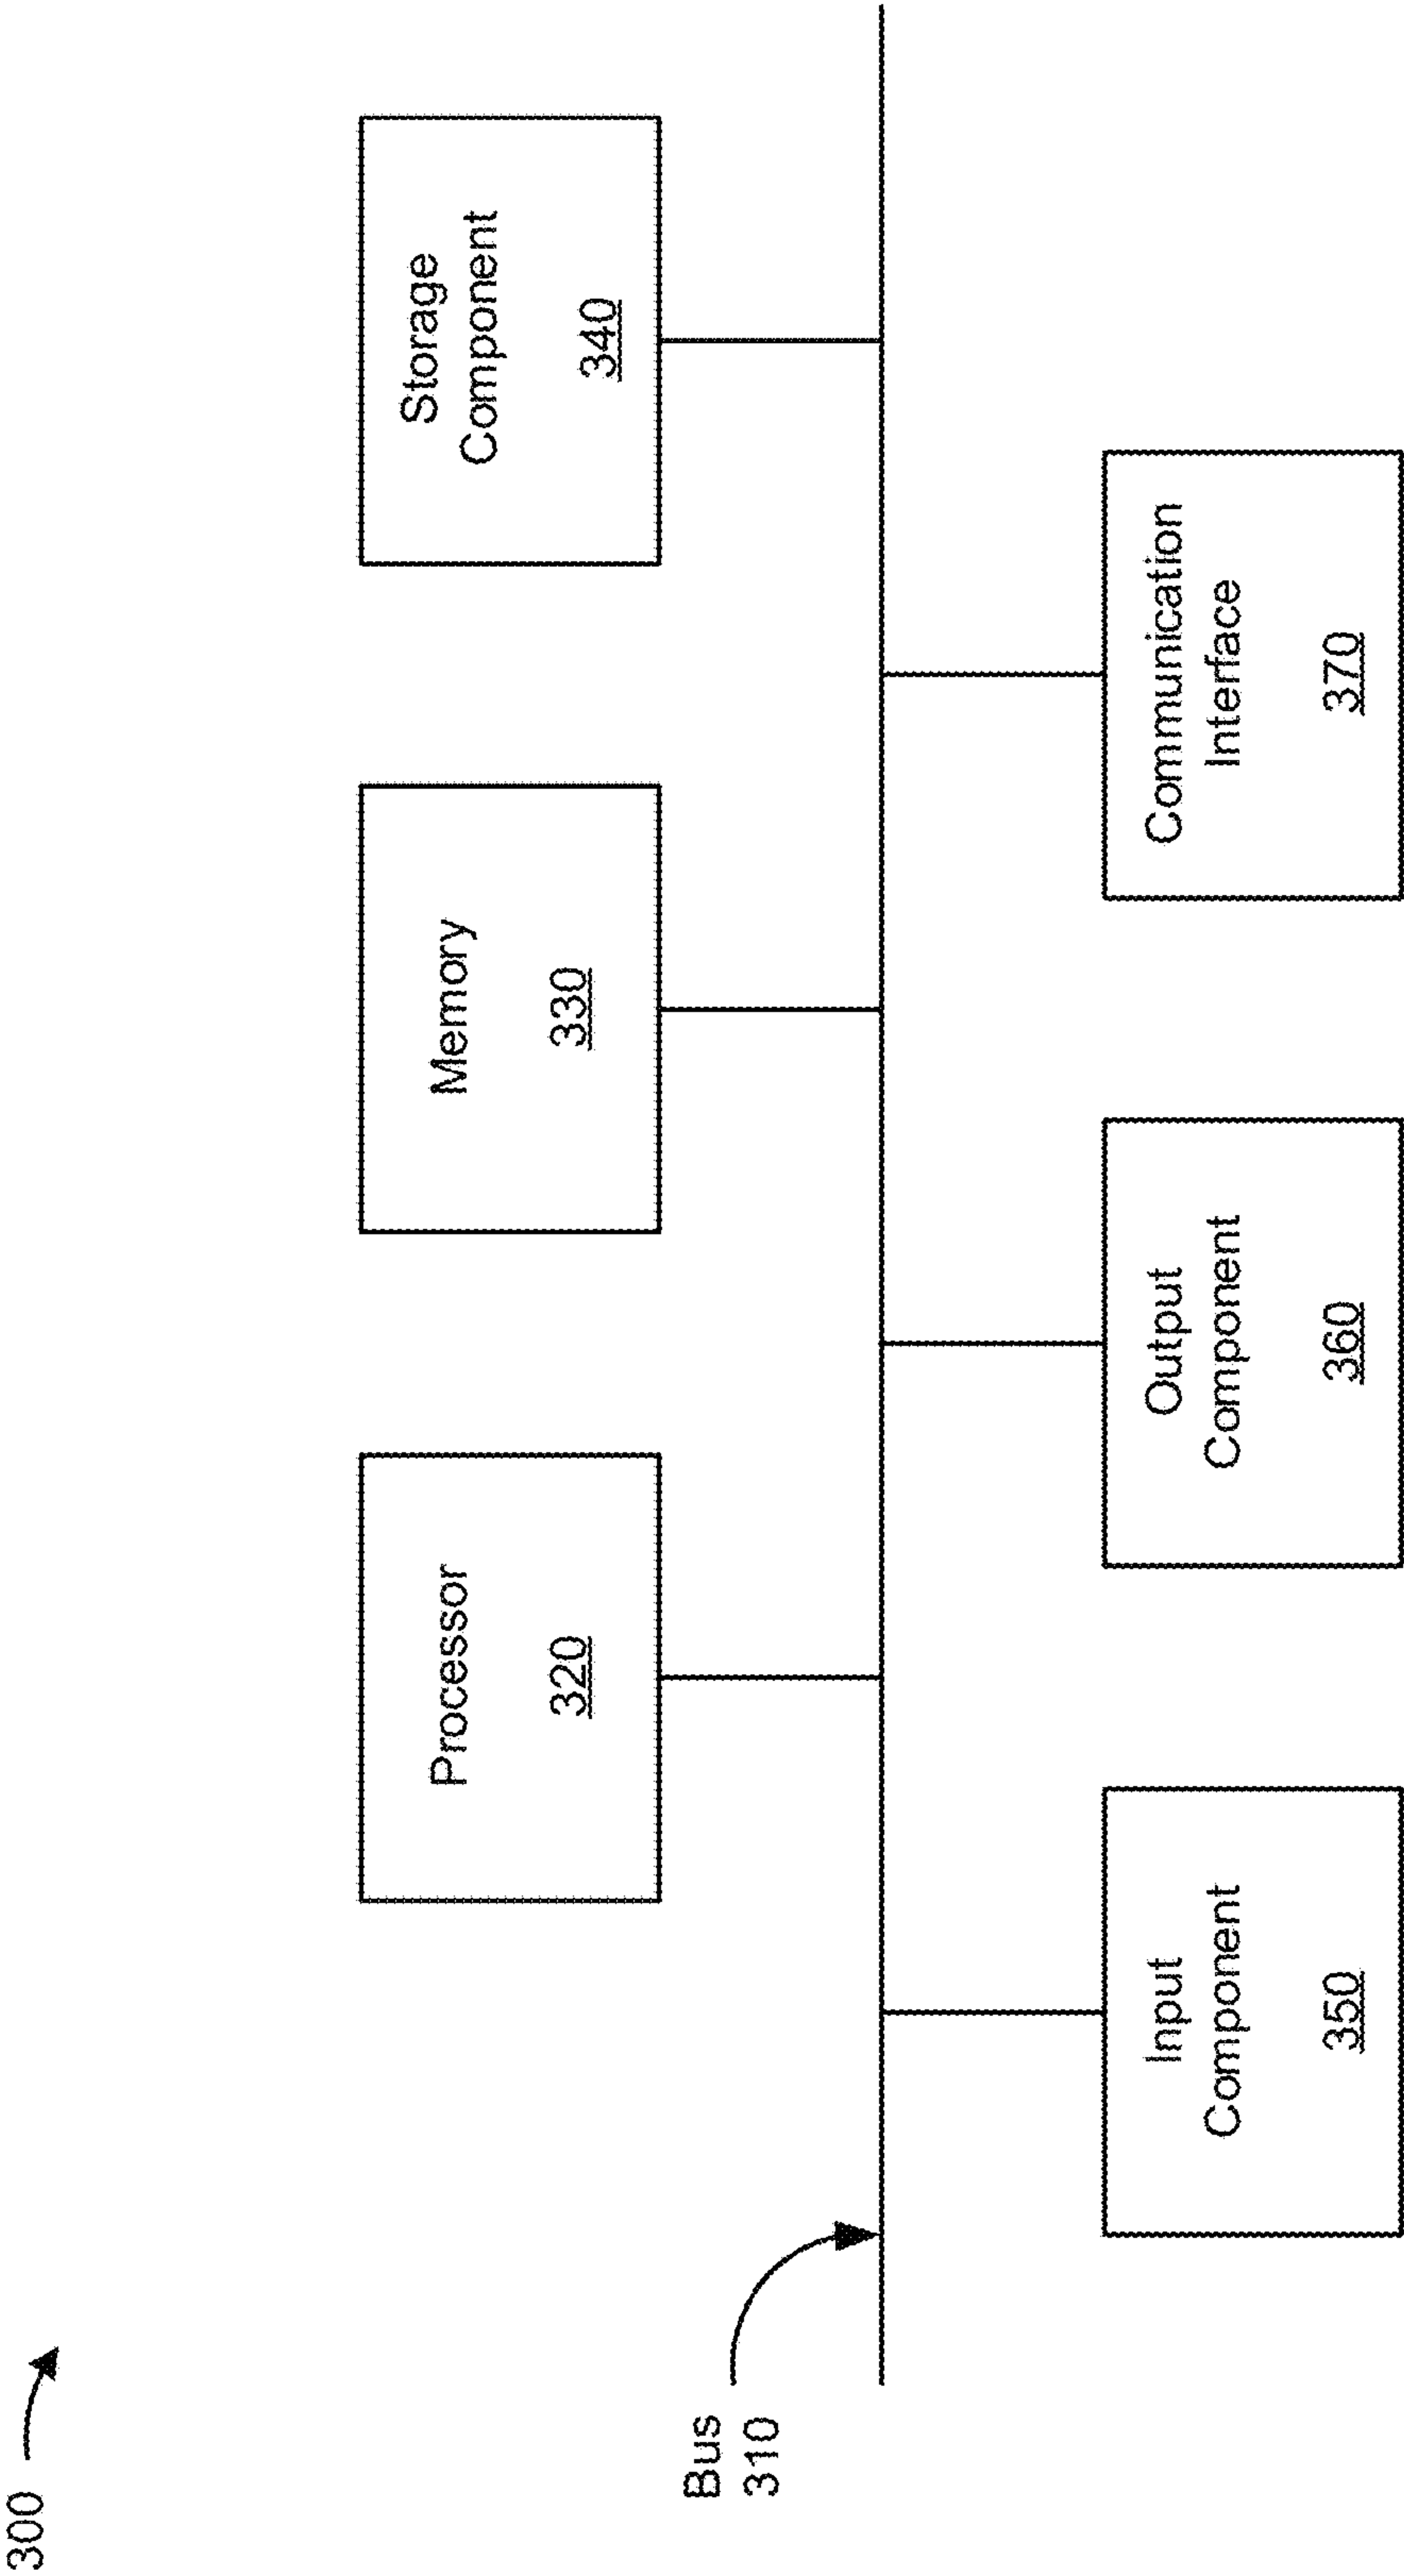 300
Processor
320
Memory
330
Storage
Component
340
Bus
310
Input
Component
350
Output
Component
360
Communication
Interface
370